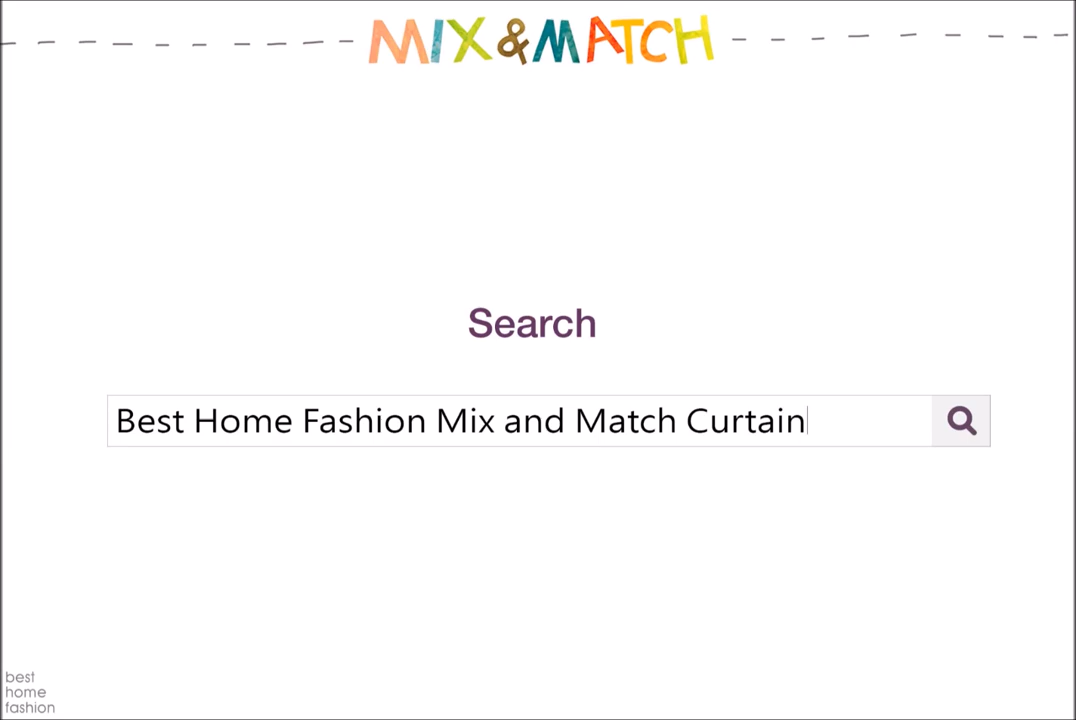 MIX & MATCH
Search
Best Home Fashion Mix and Match Curtain
best
home
fashion